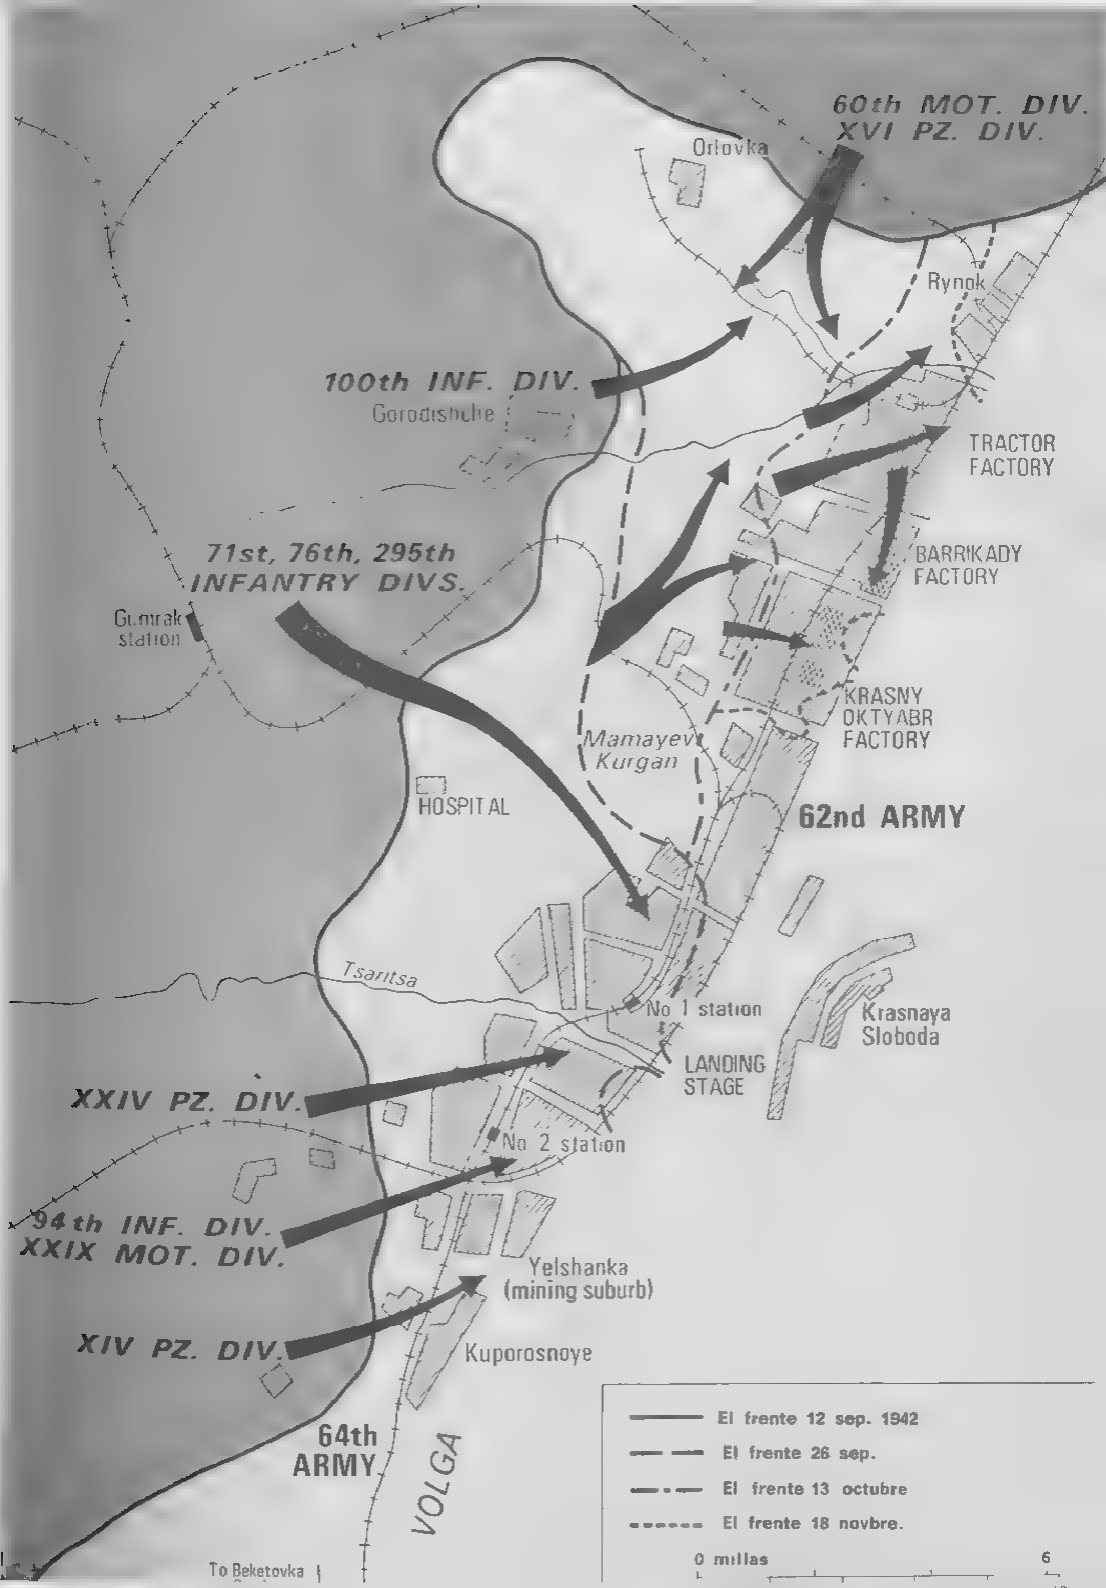 60th MOT. DIV.
XVI PZ. DIV.
Orlovka
Rynok
100th INF. DIV.
Gorodishche
TRACTOR
FACTORY
71st, 76th, 295th
INFANTRY DIVS.
BARRIKADY
FACTORY
Gumrak
station
KRASNY
OKTYABR
FACTORY
Mamayev
Kurgan
HOSPITAL
62nd ARMY
Tsaritsa
No 1 station
Krasnaya
Sloboda
LANDING
STAGE
XXIV PZ. DIV.
No 2 station
94th INF. DIV.
XXIX MOT. DIV.
Yelshanka
(mining suburb)
XIV PZ. DIV.
Kuporosnoye
64th
ARMY
VOLGA
El frente 12 sep. 1942
El frente 26 sep.
El frente 13 octubre
El frente 18 novbre.
0 millas 6
To Beketovka